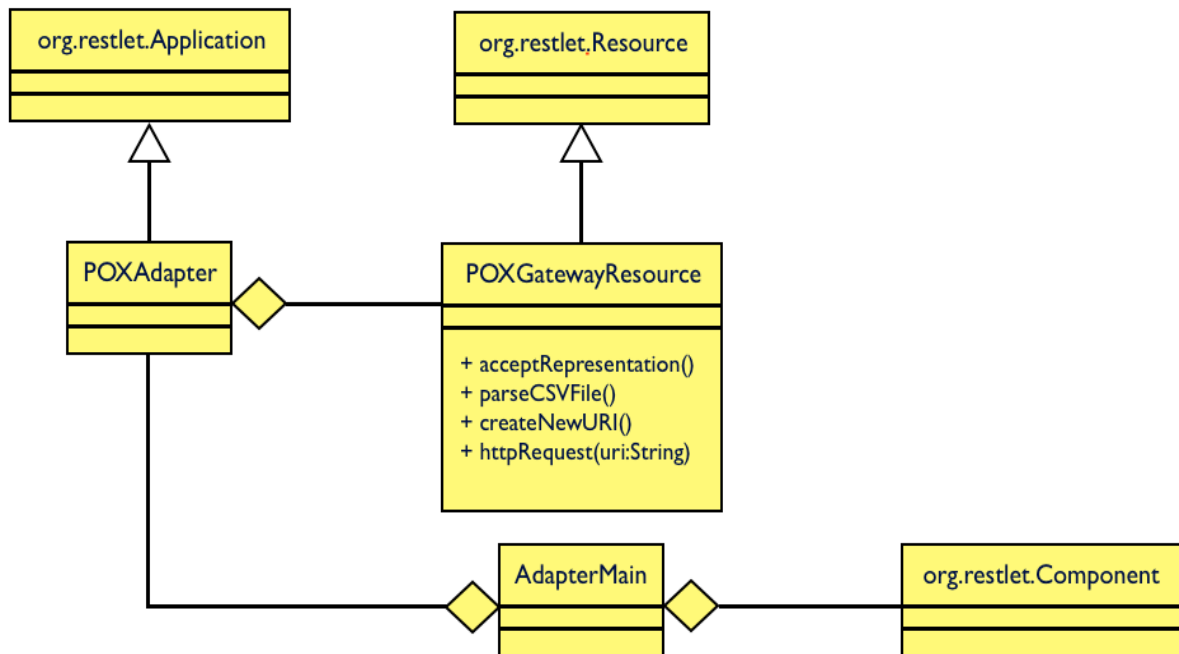 org.restlet.Application
org.restlet.Resource
POXAdapter
POXGatewayResource
+ acceptRepresentation()
+ parseCSVFile()
+ createNewURI()
+ httpRequest(uri:String)
AdapterMain
org.restlet.Component